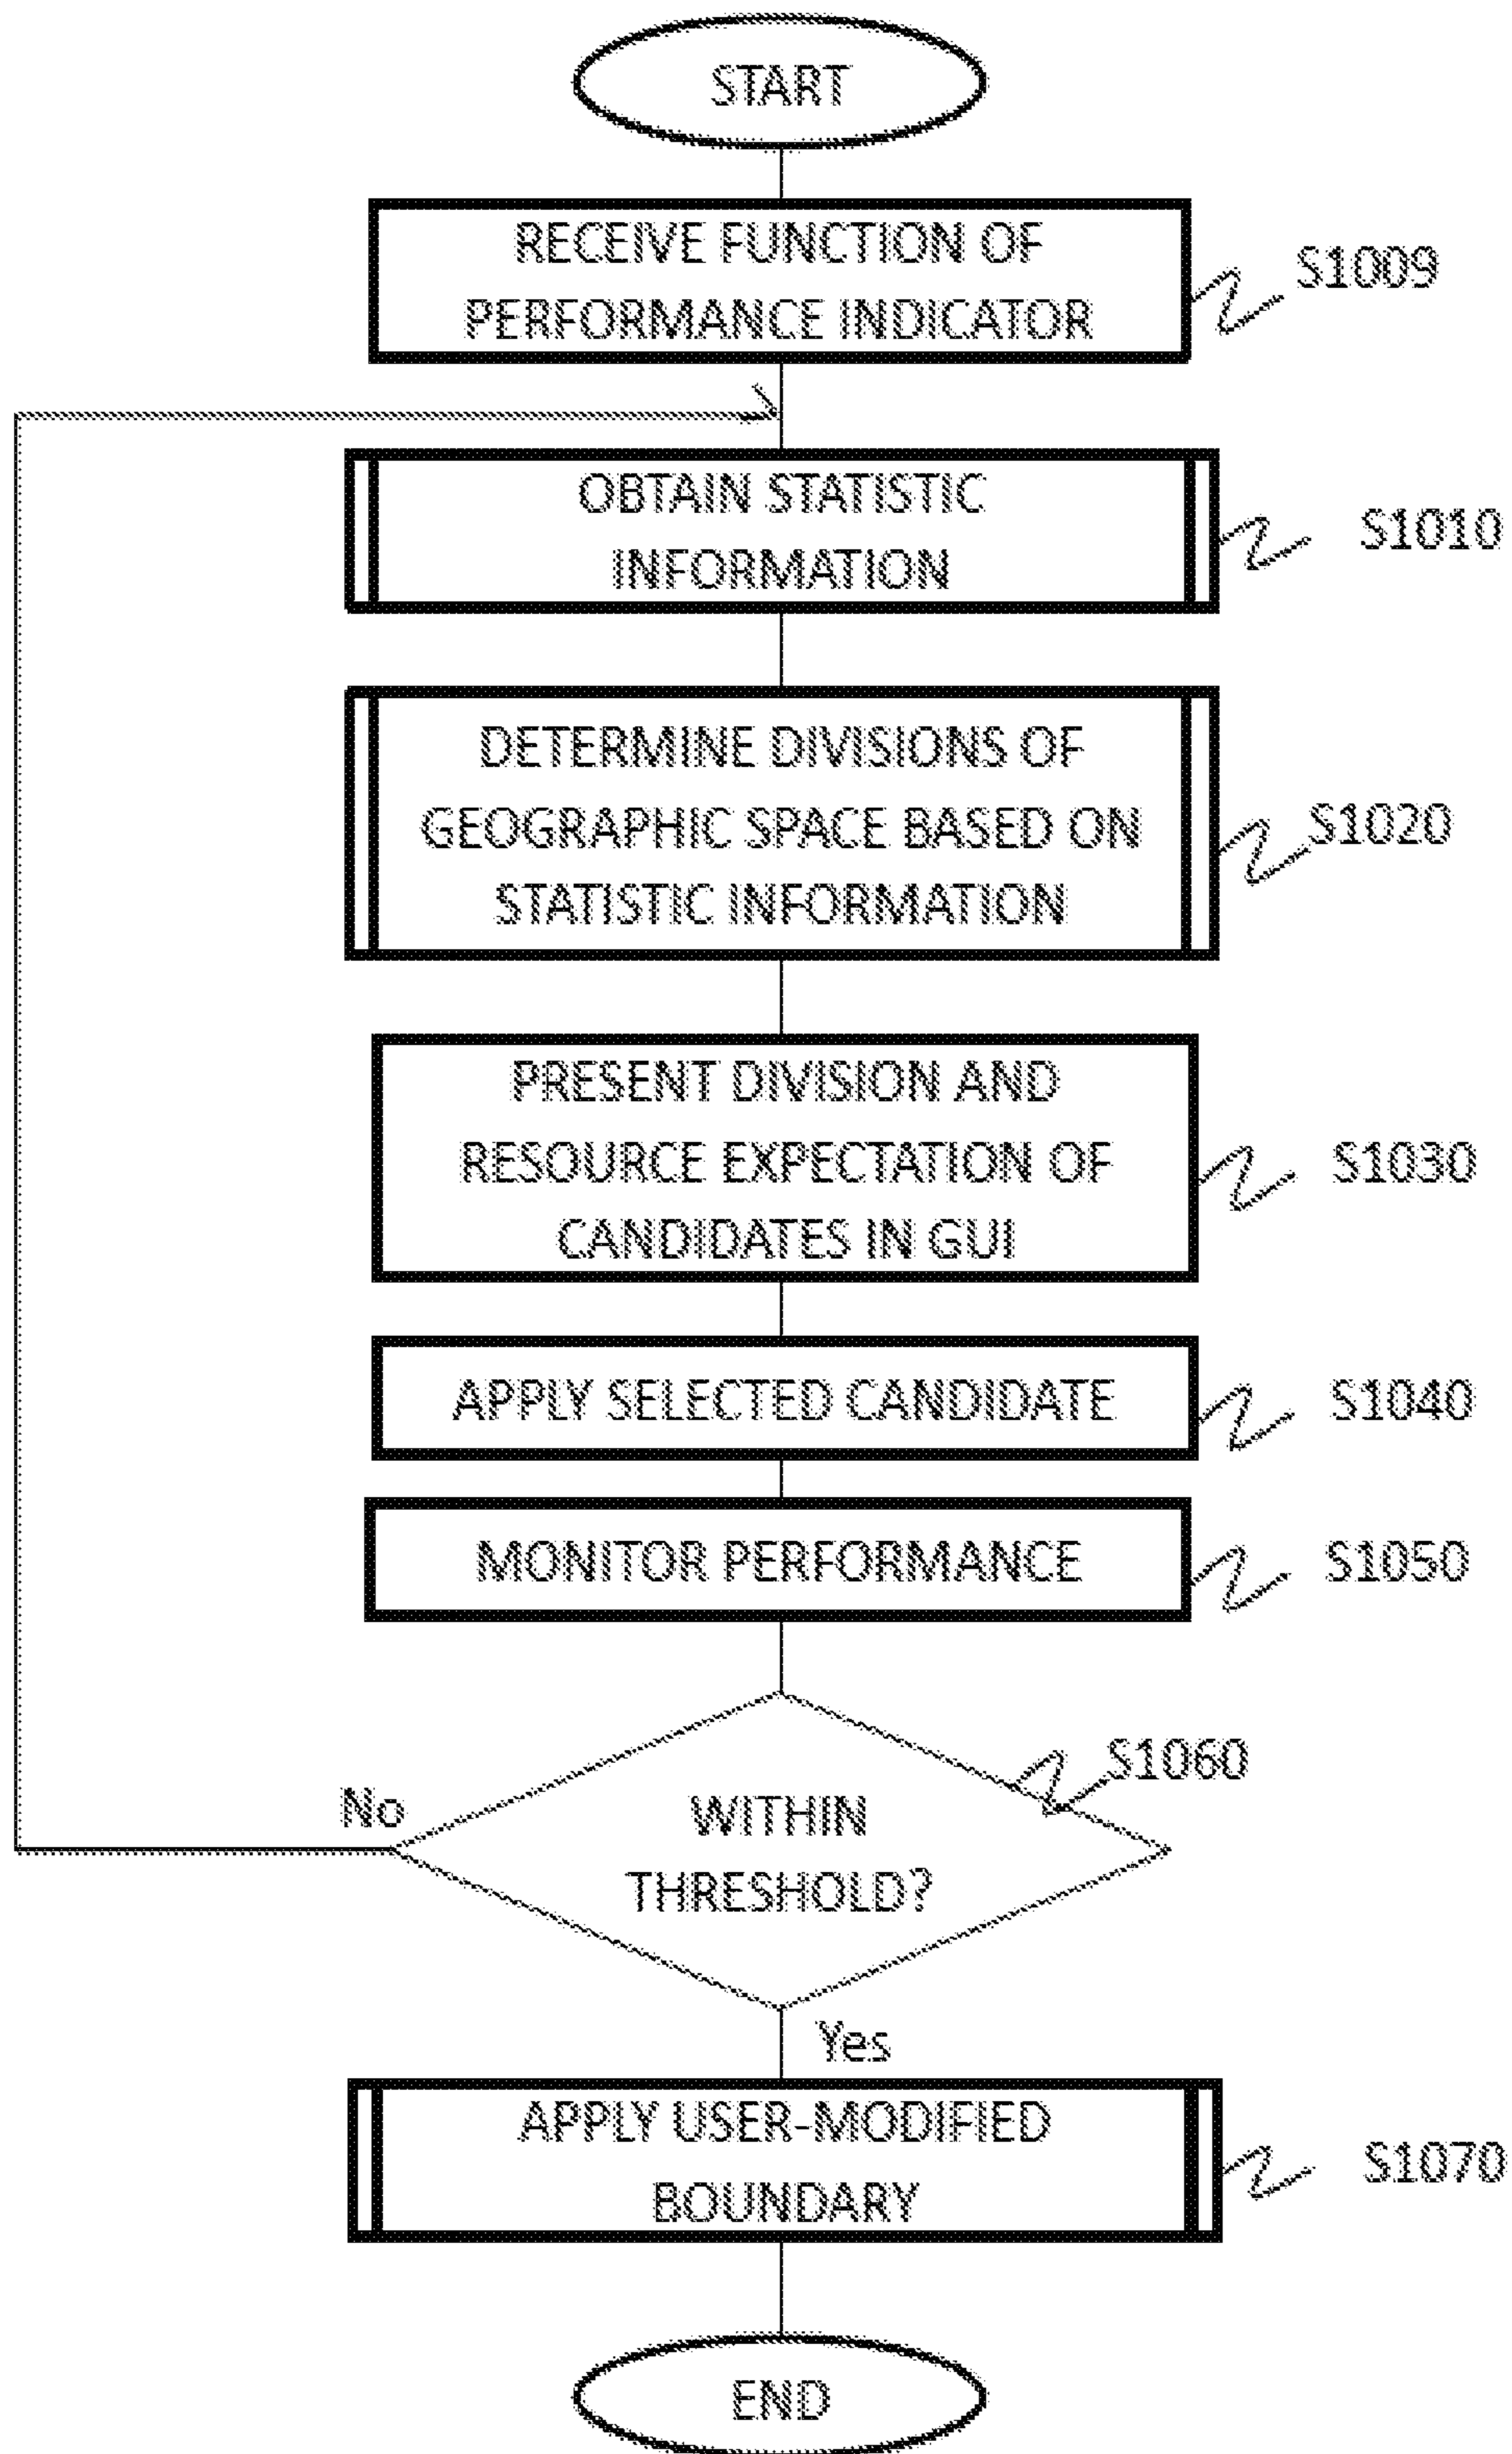 START
RECEIVE FUNCTION OF
PERFORMANCE INDICATOR
S1009
OBTAIN STATISTIC
INFORMATION
S1010
DETERMINE DIVISIONS OF
GEOGRAPHIC SPACE BASED ON
STATISTIC INFORMATION
S1020
PRESENT DIVISION AND
RESOURCE EXPECTATION OF
CANDIDATES IN GUI
S1030
APPLY SELECTED CANDIDATE
S1040
MONITOR PERFORMANCE
S1050
S1060
No
WITHIN
THRESHOLD?
Yes
APPLY USER-MODIFIED
BOUNDARY
S1070
END